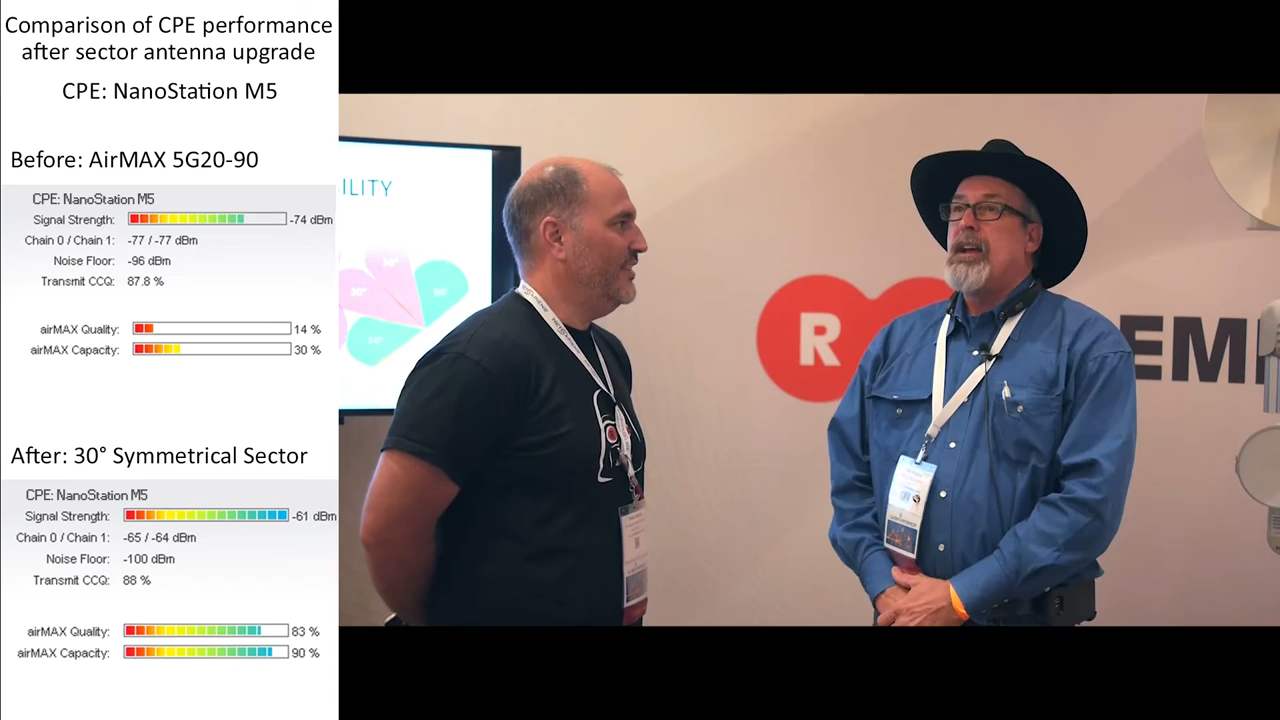 Comparison of CPE performance
after sector antenna upgrade
CPE: NanoStation M5
Before: AirMAX 5G20-90
CPE: NanoStation M5
Signal Strength: -74 dBm
Chain 0 / Chain 1: -77 / -77 dBm
Noise Floor: -96 dBm
Transmit CCQ: 87.8 %
airMAX Quality: 14 %
airMAX Capacity: 30 %
After: 30° Symmetrical Sector
CPE: NanoStation M5
Signal Strength: -61 dBm
Chain 0 / Chain 1: -65 / -64 dBm
Noise Floor: -100 dBm
Transmit CCQ: 88 %
airMAX Quality: 83 %
airMAX Capacity: 90 %
ILITY
R
EM